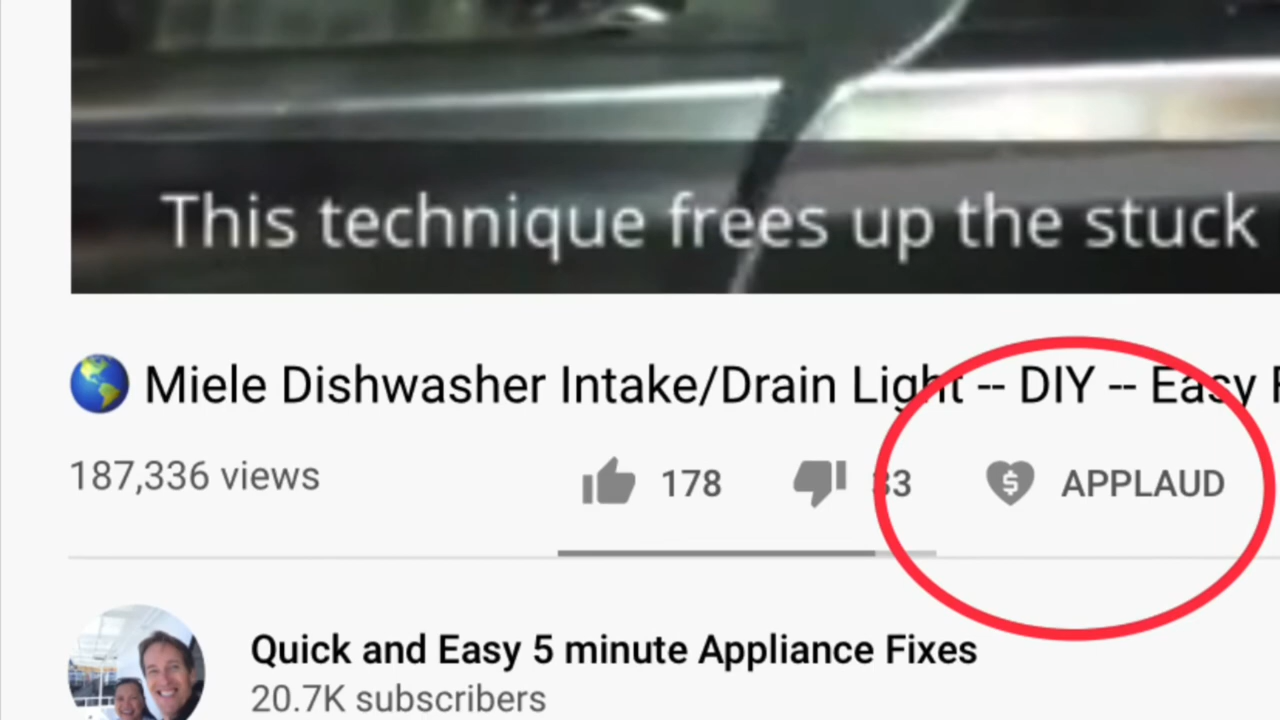 This technique frees up the stuck
Miele Dishwasher Intake/Drain Light -- DIY -- Easy
187,336 views
178
33
$ APPLAUD
Quick and Easy 5 minute Appliance Fixes
20.7K subscribers